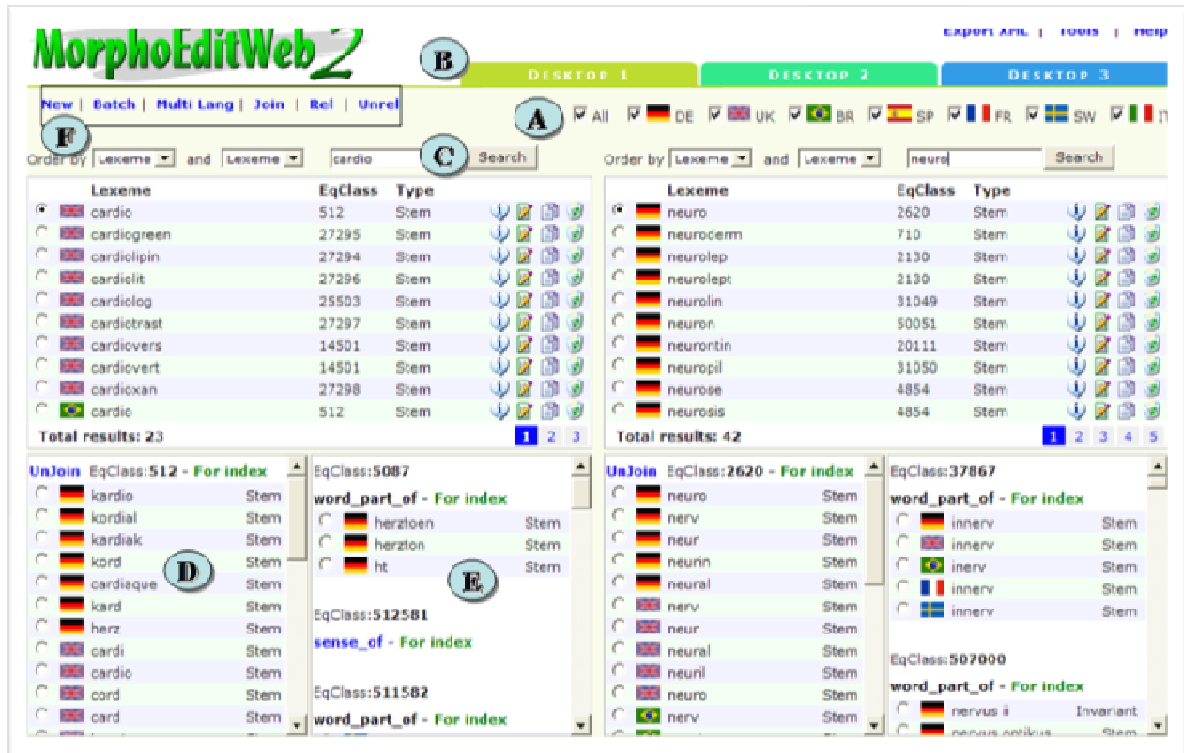 MorphoEditWeb 2
Export XML | Tools | Help
B
DESKTOP 1
DESKTOP 2
DESKTOP 3
New | Batch | Multi Lang | Join | Rel | Unrel
F
A
All DE UK BR SP FR SW IT
Order by Lexeme and Lexeme cardio C Search
Lexeme EqClass Type
cardio 512 Stem
cardiogreen 27295 Stem
cardiolipin 27294 Stem
cardiolit 27296 Stem
cardiolog 25503 Stem
cardiotrast 27297 Stem
cardiovers 14501 Stem
cardiovert 14501 Stem
cardioxan 27298 Stem
cardio 512 Stem
Total results: 23
1 2 3
Order by Lexeme and Lexeme neuro Search
Lexeme EqClass Type
neuro 2620 Stem
neuroderm 710 Stem
neurolep 2130 Stem
neurolept 2130 Stem
neurolin 31049 Stem
neuron 50051 Stem
neurontin 20111 Stem
neuropil 31050 Stem
neurose 4854 Stem
neurosis 4854 Stem
Total results: 42
1 2 3 4 5
UnJoin EqClass:512 - For index
kardio Stem
kordial Stem
kardiak Stem
kord Stem
D
cardiaque Stem
kard Stem
herz Stem
cardi Stem
cardio Stem
cord Stem
card Stem
EqClass:5087
word_part_of - For index
herztoen Stem
herzton Stem
ht Stem
E
EqClass:512581
sense_of - For index
EqClass:511582
word_part_of - For index
UnJoin EqClass:2620 - For index
neuro Stem
nerv Stem
neur Stem
neurin Stem
neural Stem
nerv Stem
neur Stem
neural Stem
neuril Stem
neuro Stem
nerv Stem
EqClass:37867
word_part_of - For index
innerv Stem
innerv Stem
inerv Stem
innerv Stem
innerv Stem
EqClass:507000
word_part_of - For index
nervus ii Invariant
nervus optikus Stem